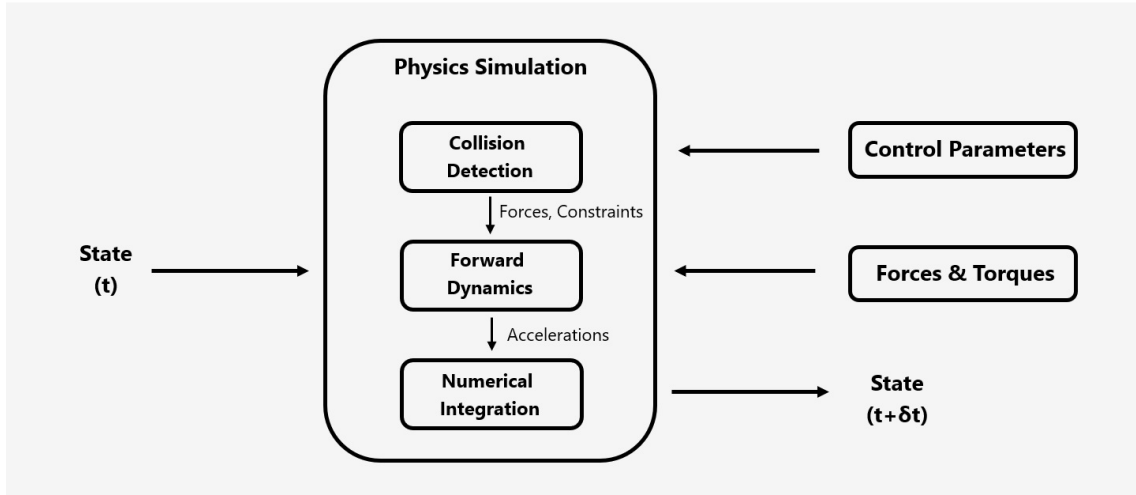 Physics Simulation
Collision
Detection
Control Parameters
Forces, Constraints
State
(t)
Forward
Dynamics
Forces & Torques
Accelerations
Numerical
Integration
State
(t+δt)